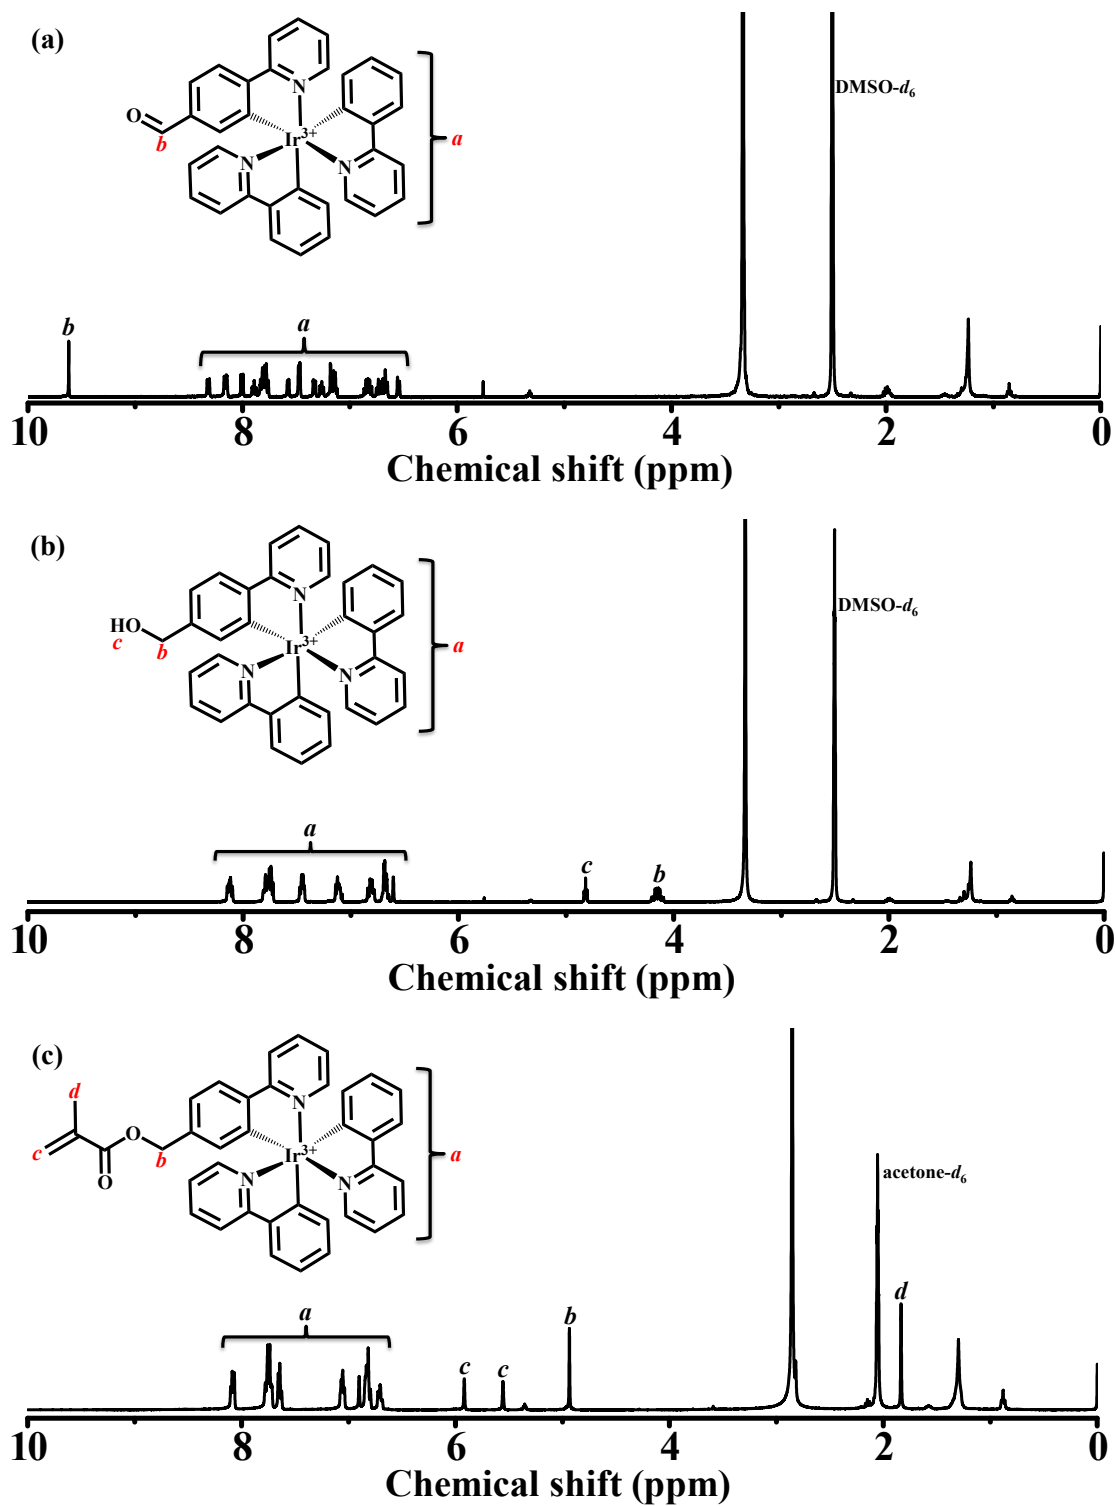 (a)
N
O
b
Ir3+
N
N
a
DMSO-d6
b
a
10 8 6 4 2 0
Chemical shift (ppm)
(b)
N
HO
c
b
Ir3+
N
N
a
DMSO-d6
a
c
b
10 8 6 4 2 0
Chemical shift (ppm)
(c)
d
N
O
c
b
O
Ir3+
N
N
a
acetone-d6
a
c
c
b
d
10 8 6 4 2 0
Chemical shift (ppm)